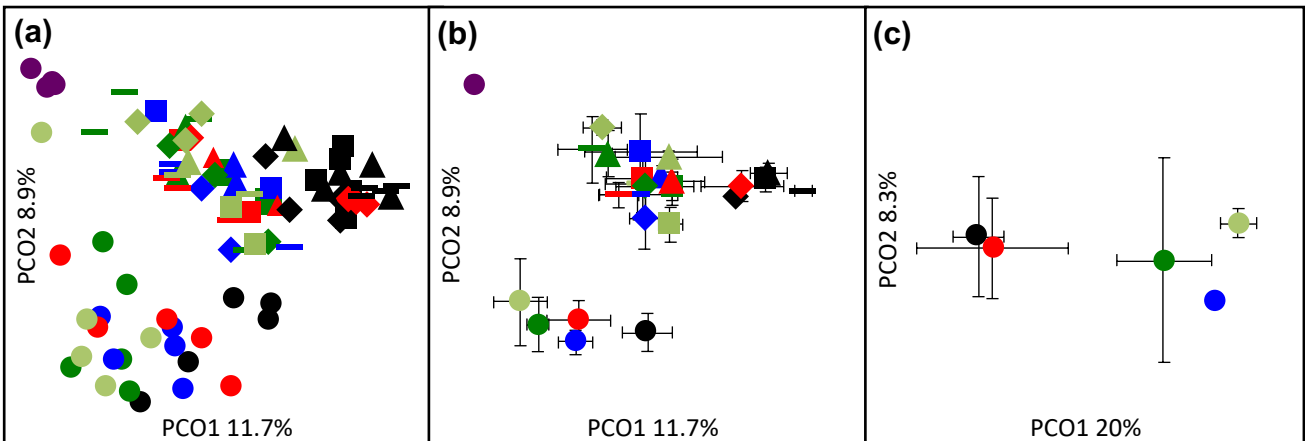 (a)
PCO2 8.9%
PCO1 11.7%
(b)
PCO2 8.9%
PCO1 11.7%
(c)
PCO2 8.3%
PCO1 20%